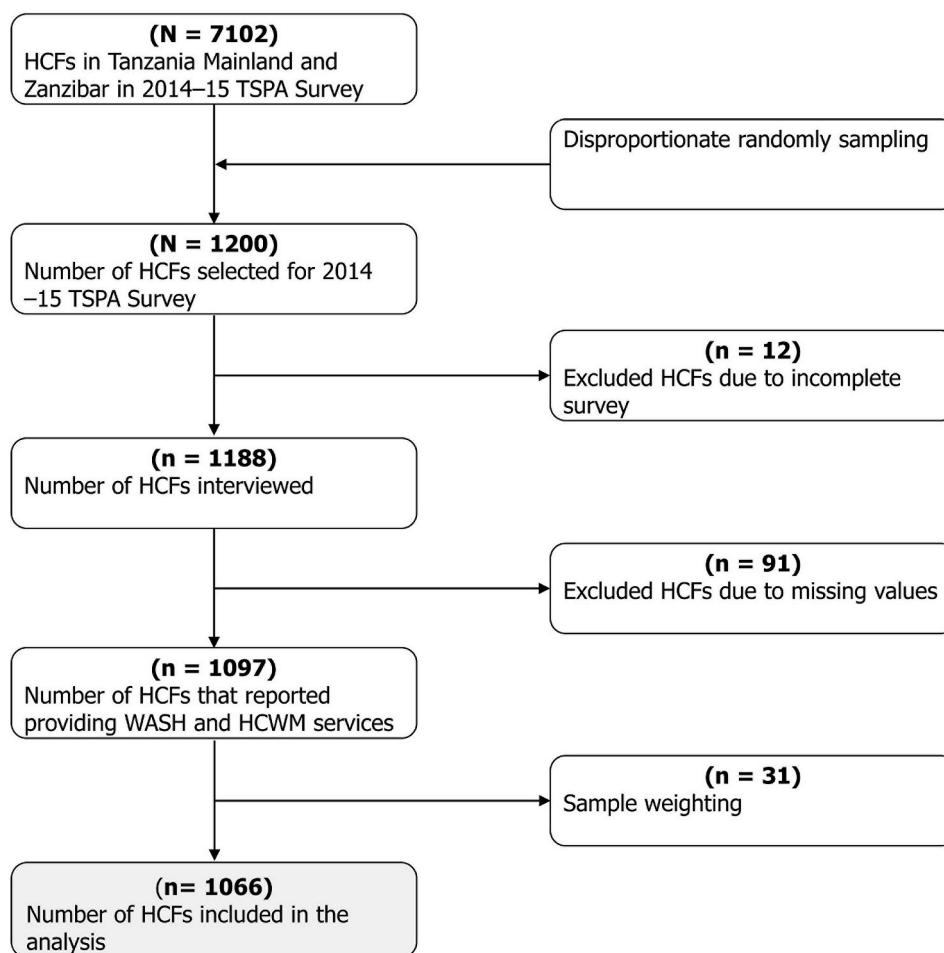 (N = 7102)
HCFs in Tanzania Mainland and
Zanzibar in 2014–15 TSPA Survey
Disproportionate randomly sampling
(N = 1200)
Number of HCFs selected for 2014
–15 TSPA Survey
(n = 12)
Excluded HCFs due to incomplete
survey
(n = 1188)
Number of HCFs interviewed
(n = 91)
Excluded HCFs due to missing values
(n = 1097)
Number of HCFs that reported
providing WASH and HCWM services
(n = 31)
Sample weighting
(n= 1066)
Number of HCFs included in the
analysis